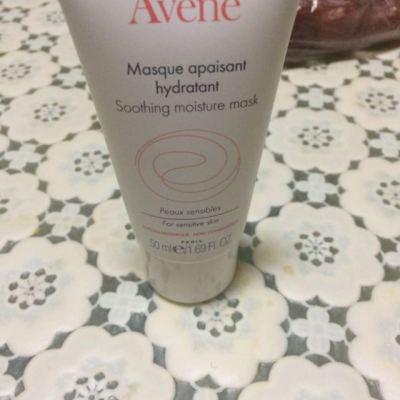 Avène
Masque apaisant
hydratant
Soothing moisture mask
Peaux sensibles
For sensitive skin
PARIS
50 ml ℮/1.69 FL. OZ